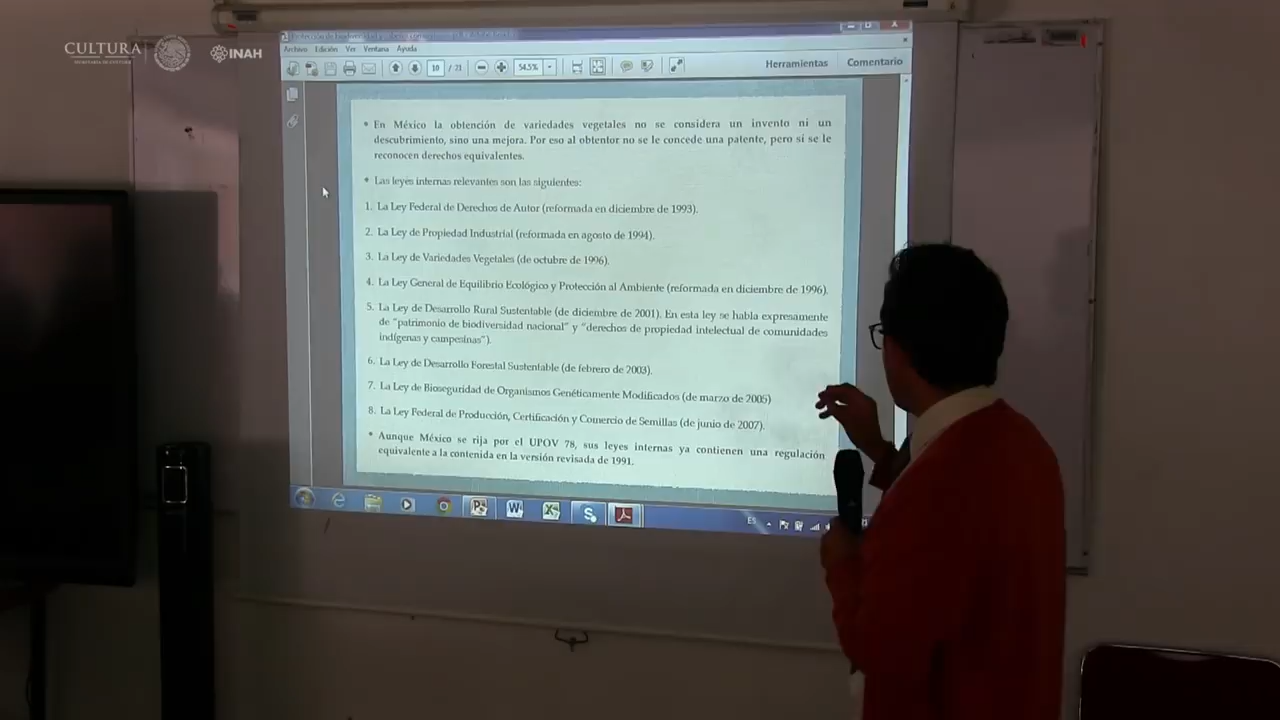 CULTURA
SECRETARÍA DE CULTURA
INAH
Archivo Edición Ver Ventana Ayuda
10 / 21
54.5%
Herramientas Comentario
* En México la obtención de variedades vegetales no se considera un invento ni un
descubrimiento, sino una mejora. Por eso al obtentor no se le concede una patente, pero sí se le
reconocen derechos equivalentes.
* Las leyes internas relevantes son las siguientes:
1. La Ley Federal de Derechos de Autor (reformada en diciembre de 1993).
2. La Ley de Propiedad Industrial (reformada en agosto de 1994).
3. La Ley de Variedades Vegetales (de octubre de 1996).
4. La Ley General de Equilibrio Ecológico y Protección al Ambiente (reformada en diciembre de 1996).
5. La Ley de Desarrollo Rural Sustentable (de diciembre de 2001). En esta ley se habla expresamente
de "patrimonio de biodiversidad nacional" y "derechos de propiedad intelectual de comunidades
indígenas y campesinas").
6. La Ley de Desarrollo Forestal Sustentable (de febrero de 2003).
7. La Ley de Bioseguridad de Organismos Genéticamente Modificados (de marzo de 2005)
8. La Ley Federal de Producción, Certificación y Comercio de Semillas (de junio de 2007).
* Aunque México se rija por el UPOV 78, sus leyes internas ya contienen una regulación
equivalente a la contenida en la versión revisada de 1991.
ES